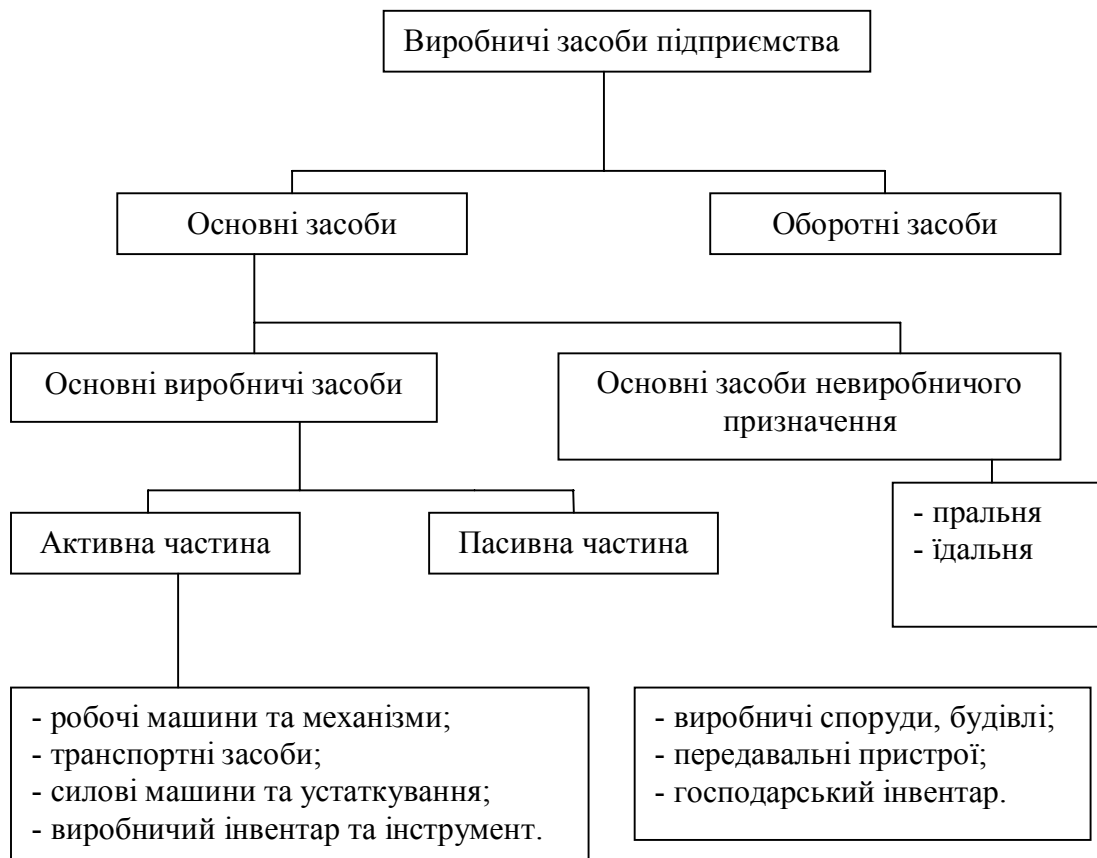 Виробничі засоби підприємства
Основні засоби
Оборотні засоби
Основні виробничі засоби
Основні засоби невиробничого
призначення
Активна частина
Пасивна частина
- пральня
- їдальня
- робочі машини та механізми;
- транспортні засоби;
- силові машини та устаткування;
- виробничий інвентар та інструмент.
- виробничі споруди, будівлі;
- передавальні пристрої;
- господарський інвентар.